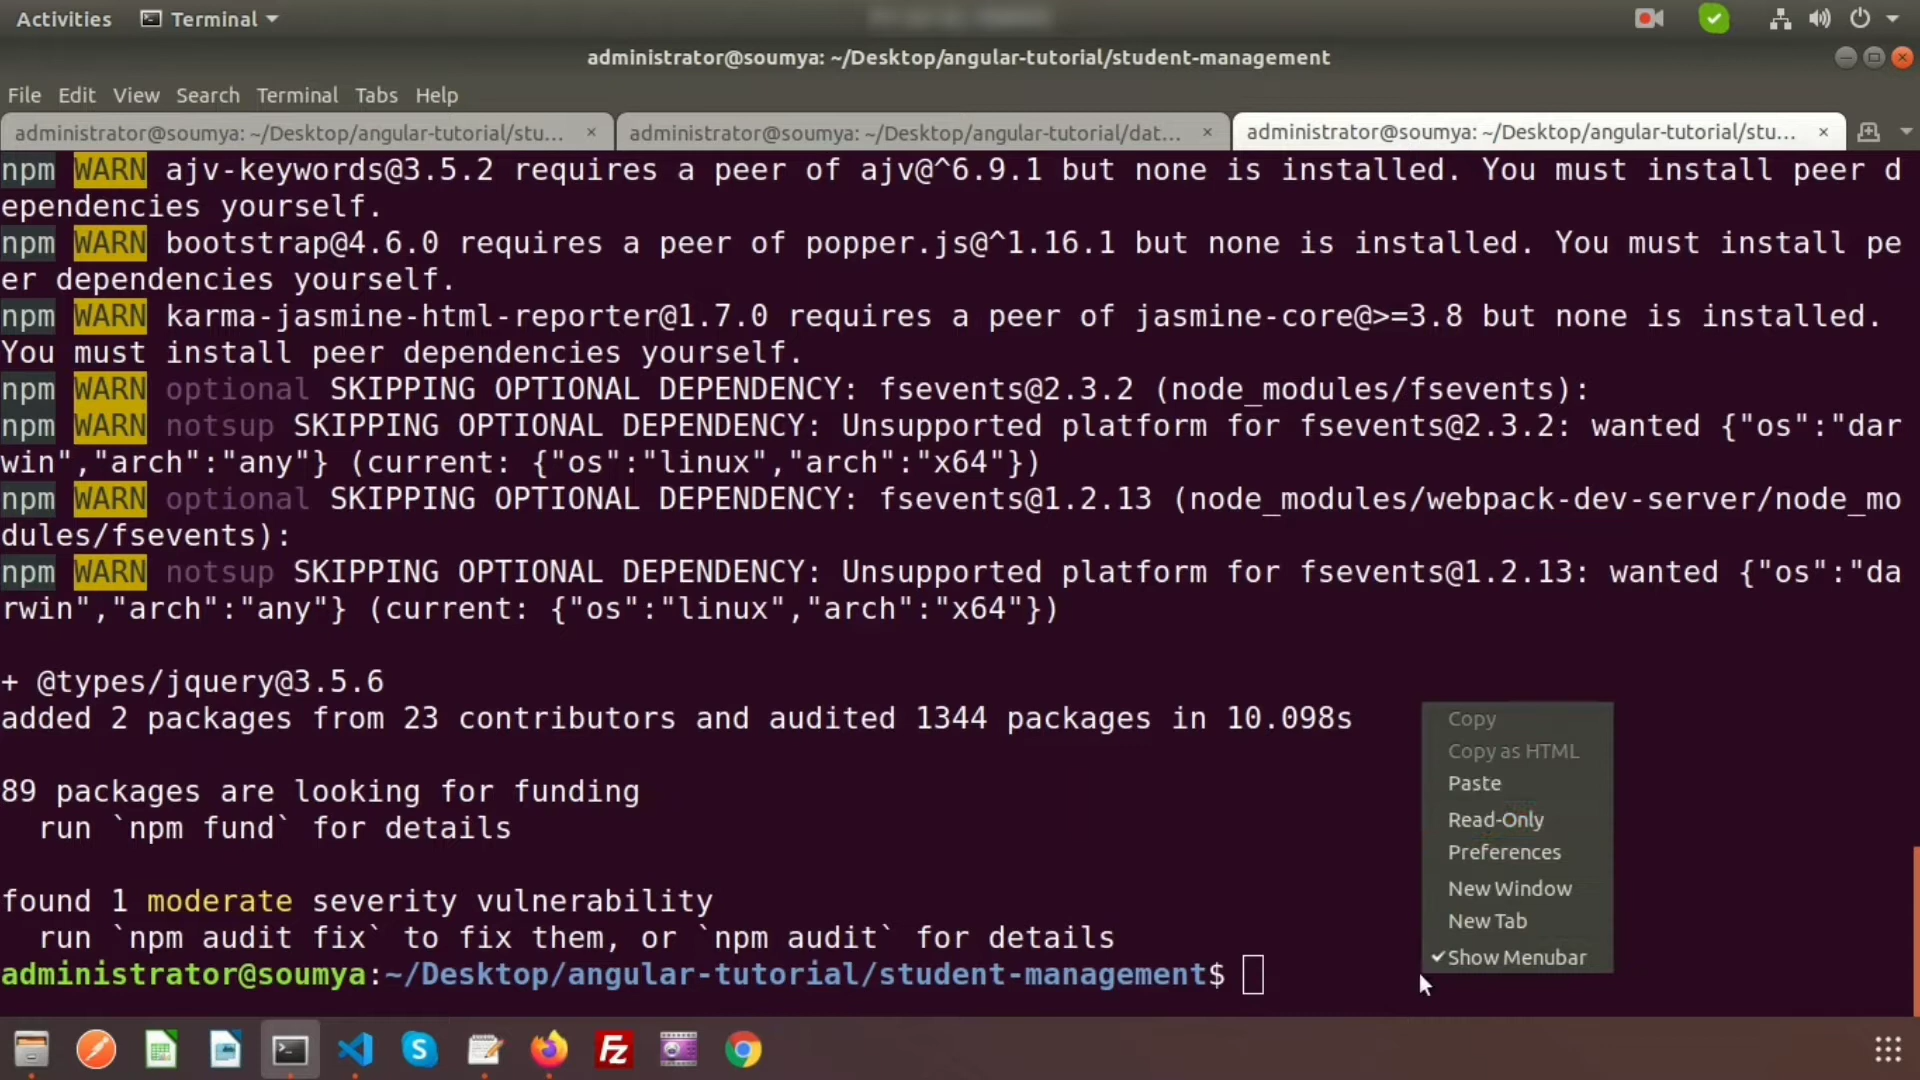 Activities Terminal
administrator@soumya: ~/Desktop/angular-tutorial/student-management
File Edit View Search Terminal Tabs Help
administrator@soumya: ~/Desktop/angular-tutorial/stu... × administrator@soumya: ~/Desktop/angular-tutorial/dat... × administrator@soumya: ~/Desktop/angular-tutorial/stu... ×
npm WARN ajv-keywords@3.5.2 requires a peer of ajv@^6.9.1 but none is installed. You must install peer d
ependencies yourself.
npm WARN bootstrap@4.6.0 requires a peer of popper.js@^1.16.1 but none is installed. You must install pe
er dependencies yourself.
npm WARN karma-jasmine-html-reporter@1.7.0 requires a peer of jasmine-core@>=3.8 but none is installed.
You must install peer dependencies yourself.
npm WARN optional SKIPPING OPTIONAL DEPENDENCY: fsevents@2.3.2 (node_modules/fsevents):
npm WARN notsup SKIPPING OPTIONAL DEPENDENCY: Unsupported platform for fsevents@2.3.2: wanted {"os":"dar
win","arch":"any"} (current: {"os":"linux","arch":"x64"})
npm WARN optional SKIPPING OPTIONAL DEPENDENCY: fsevents@1.2.13 (node_modules/webpack-dev-server/node_mo
dules/fsevents):
npm WARN notsup SKIPPING OPTIONAL DEPENDENCY: Unsupported platform for fsevents@1.2.13: wanted {"os":"da
rwin","arch":"any"} (current: {"os":"linux","arch":"x64"})
+ @types/jquery@3.5.6
added 2 packages from 23 contributors and audited 1344 packages in 10.098s
89 packages are looking for funding
run `npm fund` for details
found 1 moderate severity vulnerability
run `npm audit fix` to fix them, or `npm audit` for details
administrator@soumya:~/Desktop/angular-tutorial/student-management$
Copy
Copy as HTML
Paste
Read-Only
Preferences
New Window
New Tab
✓Show Menubar
S
FZ